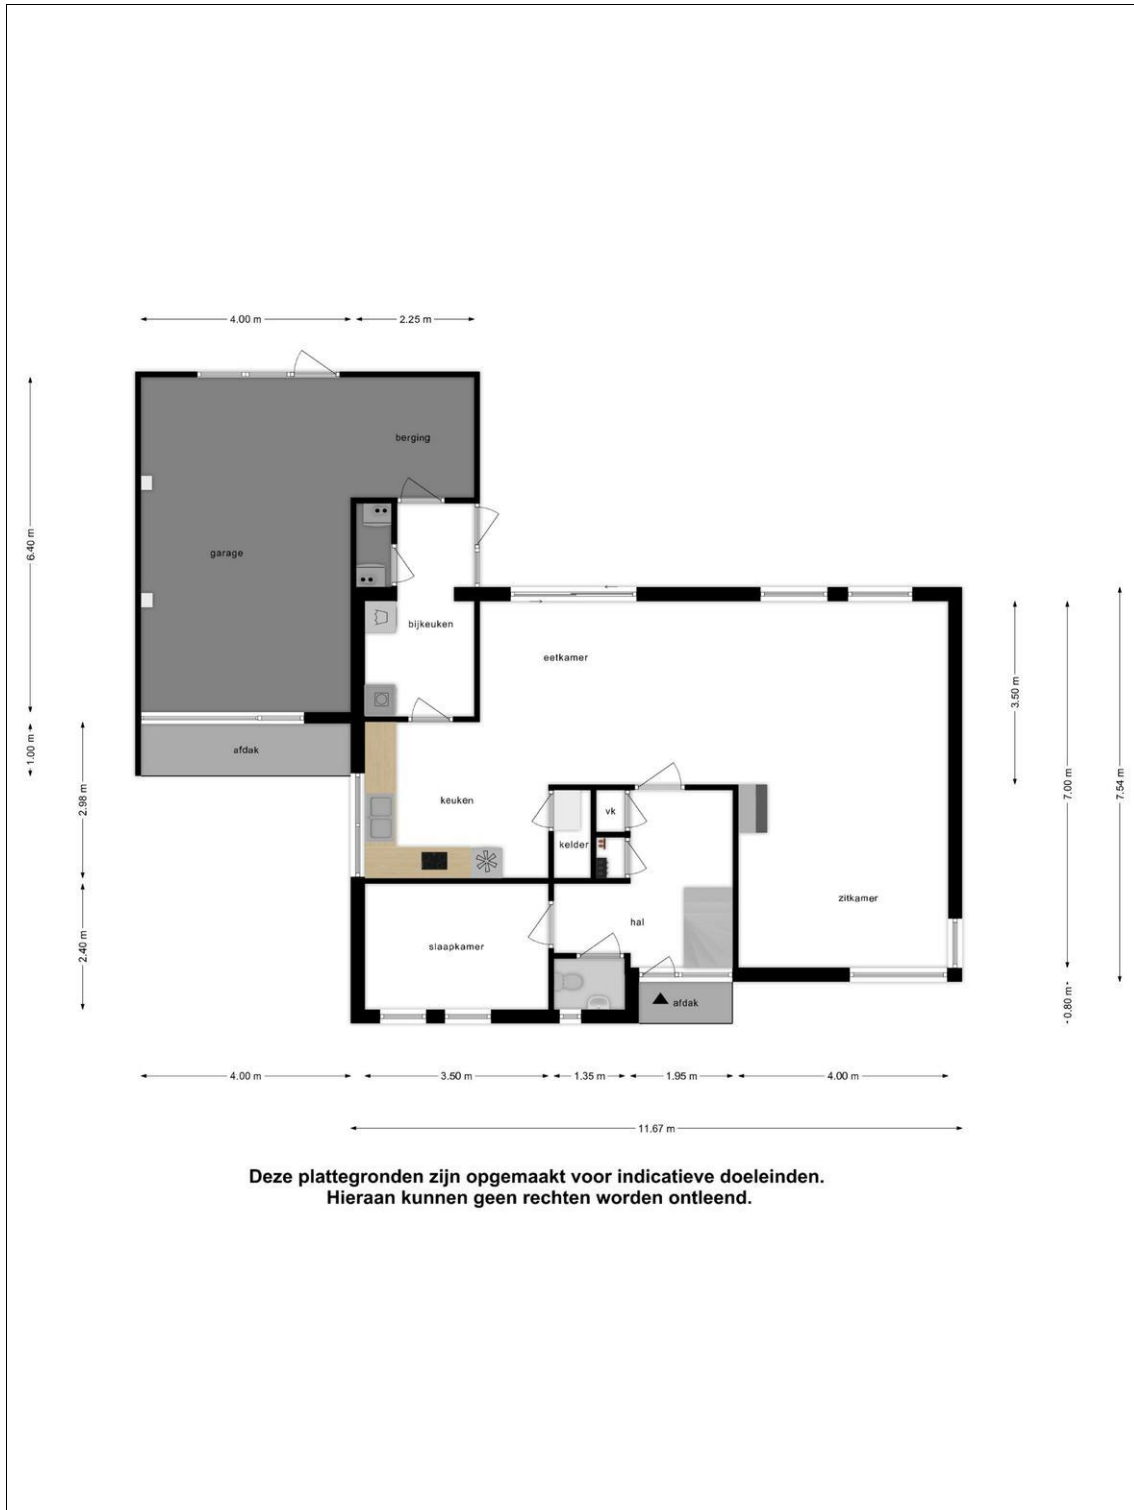 4.00 m
2.25 m
berging
6.40 m
garage
bijkeuken
eetkamer
3.50 m
1.00 m
afdak
2.98 m
keuken
vk
7.00 m
7.54 m
kelder
zitkamer
hal
2.40 m
slaapkamer
afdak
0.80 m
4.00 m
3.50 m
1.35 m
1.95 m
4.00 m
11.67 m
Deze plattegronden zijn opgemaakt voor indicatieve doeleinden.
Hieraan kunnen geen rechten worden ontleend.